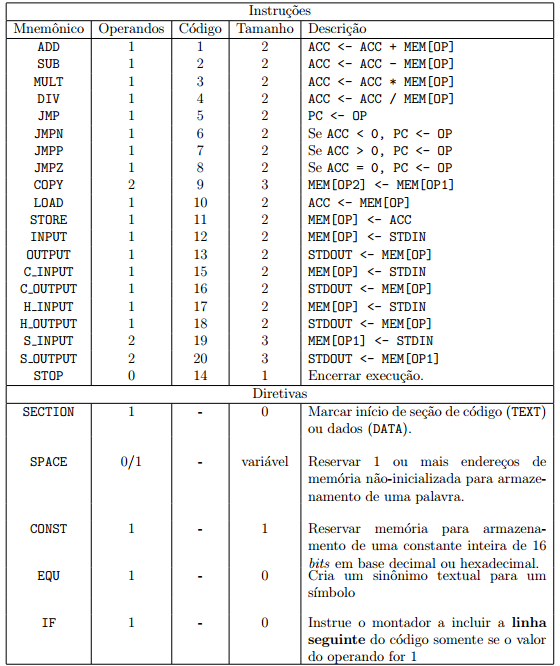 Instruções
Mnemônico Operandos Código Tamanho Descrição
ADD 1 1 2 ACC <- ACC + MEM[OP]
SUB 1 2 2 ACC <- ACC - MEM[OP]
MULT 1 3 2 ACC <- ACC * MEM[OP]
DIV 1 4 2 ACC <- ACC / MEM[OP]
JMP 1 5 2 PC <- OP
JMPN 1 6 2 Se ACC < 0, PC <- OP
JMPP 1 7 2 Se ACC > 0, PC <- OP
JMPZ 1 8 2 Se ACC = 0, PC <- OP
COPY 2 9 3 MEM[OP2] <- MEM[OP1]
LOAD 1 10 2 ACC <- MEM[OP]
STORE 1 11 2 MEM[OP] <- ACC
INPUT 1 12 2 MEM[OP] <- STDIN
OUTPUT 1 13 2 STDOUT <- MEM[OP]
C_INPUT 1 15 2 MEM[OP] <- STDIN
C_OUTPUT 1 16 2 STDOUT <- MEM[OP]
H_INPUT 1 17 2 MEM[OP] <- STDIN
H_OUTPUT 1 18 2 STDOUT <- MEM[OP]
S_INPUT 2 19 3 MEM[OP1] <- STDIN
S_OUTPUT 2 20 3 STDOUT <- MEM[OP1]
STOP 0 14 1 Encerrar execução.
Diretivas
SECTION 1 - 0 Marcar início de seção de código (TEXT)
ou dados (DATA).
SPACE 0/1 - variável Reservar 1 ou mais endereços de
memória não-inicializada para armaze-
namento de uma palavra.
CONST 1 - 1 Reservar memória para armazena-
mento de uma constante inteira de 16
bits em base decimal ou hexadecimal.
EQU 1 - 0 Cria um sinônimo textual para um
símbolo
IF 1 - 0 Instrue o montador a incluir a linha
seguinte do código somente se o valor
do operando for 1